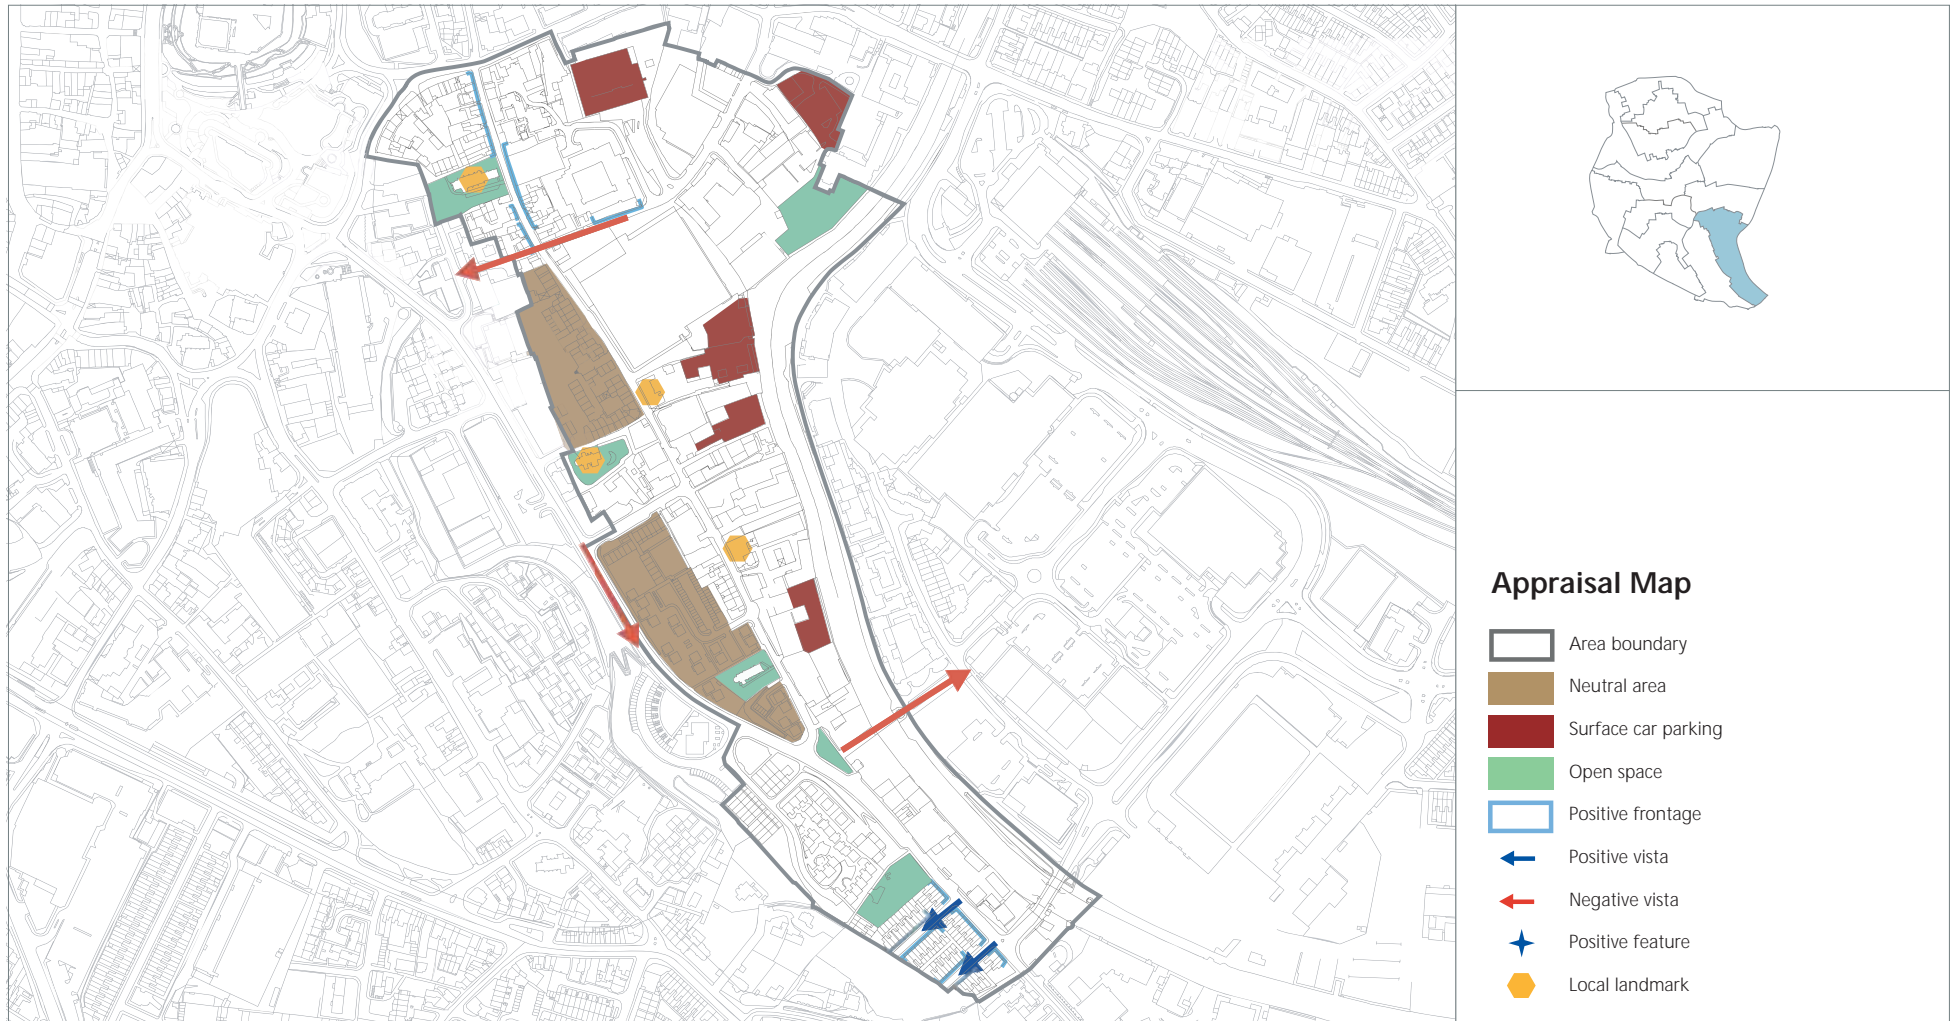 Appraisal Map
Area boundary
Neutral area
Surface car parking
Open space
Positive frontage
Positive vista
Negative vista
Positive feature
Local landmark